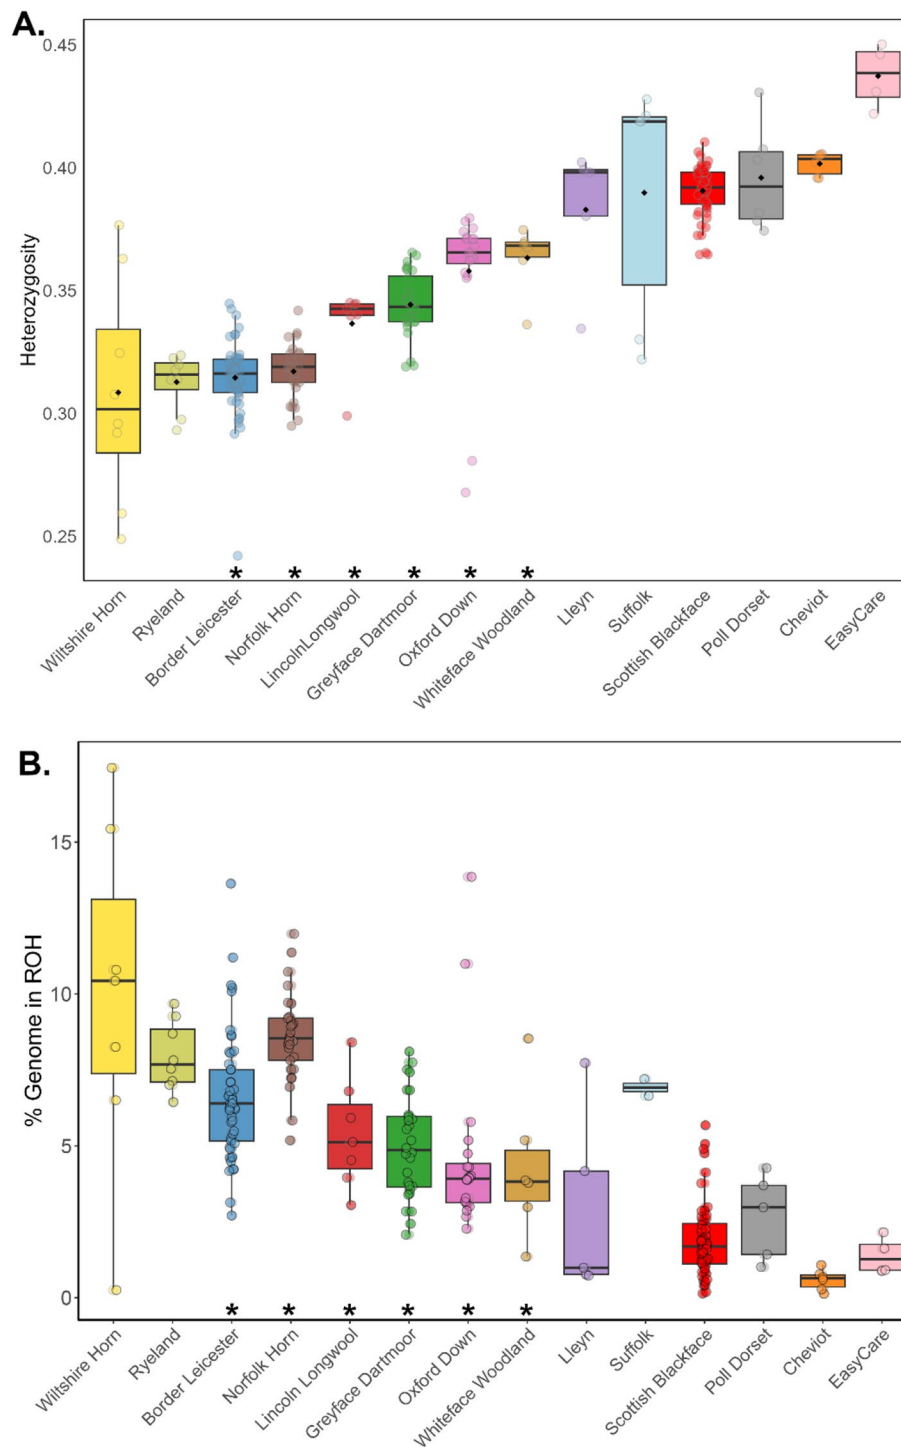 A.
Heterozygosity
0.45
0.40
0.35
0.30
0.25
* * * * * *
Wiltshire Horn
Ryeland
Border Leicester
Norfolk Horn
LincolnLongwool
Greyface Dartmoor
Oxford Down
Whiteface Woodland
Lleyn
Suffolk
Scottish Blackface
Poll Dorset
Cheviot
EasyCare
B.
% Genome in ROH
15
10
5
0
* * * * * *
Wiltshire Horn
Ryeland
Border Leicester
Norfolk Horn
Lincoln Longwool
Greyface Dartmoor
Oxford Down
Whiteface Woodland
Lleyn
Suffolk
Scottish Blackface
Poll Dorset
Cheviot
EasyCare